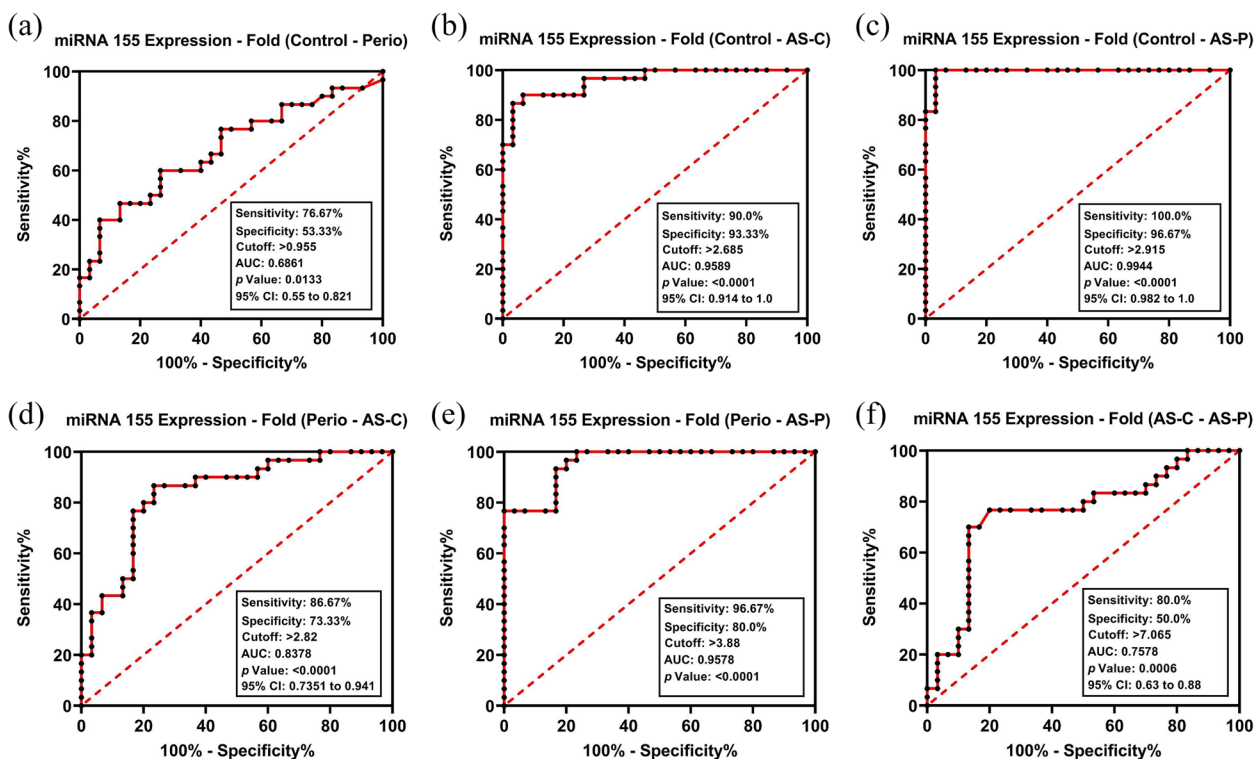 (a)
miRNA 155 Expression - Fold (Control - Perio)
100
80
60
40
20
0
Sensitivity%
0 20 40 60 80 100
100% - Specificity%
Sensitivity: 76.67%
Specificity: 53.33%
Cutoff: >0.955
AUC: 0.6861
p Value: 0.0133
95% CI: 0.55 to 0.821
(b)
miRNA 155 Expression - Fold (Control - AS-C)
100
80
60
40
20
0
Sensitivity%
0 20 40 60 80 100
100% - Specificity%
Sensitivity: 90.0%
Specificity: 93.33%
Cutoff: >2.685
AUC: 0.9589
p Value: <0.0001
95% CI: 0.914 to 1.0
(c)
miRNA 155 Expression - Fold (Control - AS-P)
100
80
60
40
20
0
Sensitivity%
0 20 40 60 80 100
100% - Specificity%
Sensitivity: 100.0%
Specificity: 96.67%
Cutoff: >2.915
AUC: 0.9944
p Value: <0.0001
95% CI: 0.982 to 1.0
(d)
miRNA 155 Expression - Fold (Perio - AS-C)
100
80
60
40
20
0
Sensitivity%
0 20 40 60 80 100
100% - Specificity%
Sensitivity: 86.67%
Specificity: 73.33%
Cutoff: >2.82
AUC: 0.8378
p Value: <0.0001
95% CI: 0.7351 to 0.941
(e)
miRNA 155 Expression - Fold (Perio - AS-P)
100
80
60
40
20
0
Sensitivity%
0 20 40 60 80 100
100% - Specificity%
Sensitivity: 96.67%
Specificity: 80.0%
Cutoff: >3.88
AUC: 0.9578
p Value: <0.0001
(f)
miRNA 155 Expression - Fold (AS-C - AS-P)
100
80
60
40
20
0
Sensitivity%
0 20 40 60 80 100
100% - Specificity%
Sensitivity: 80.0%
Specificity: 50.0%
Cutoff: >7.065
AUC: 0.7578
p Value: 0.0006
95% CI: 0.63 to 0.88